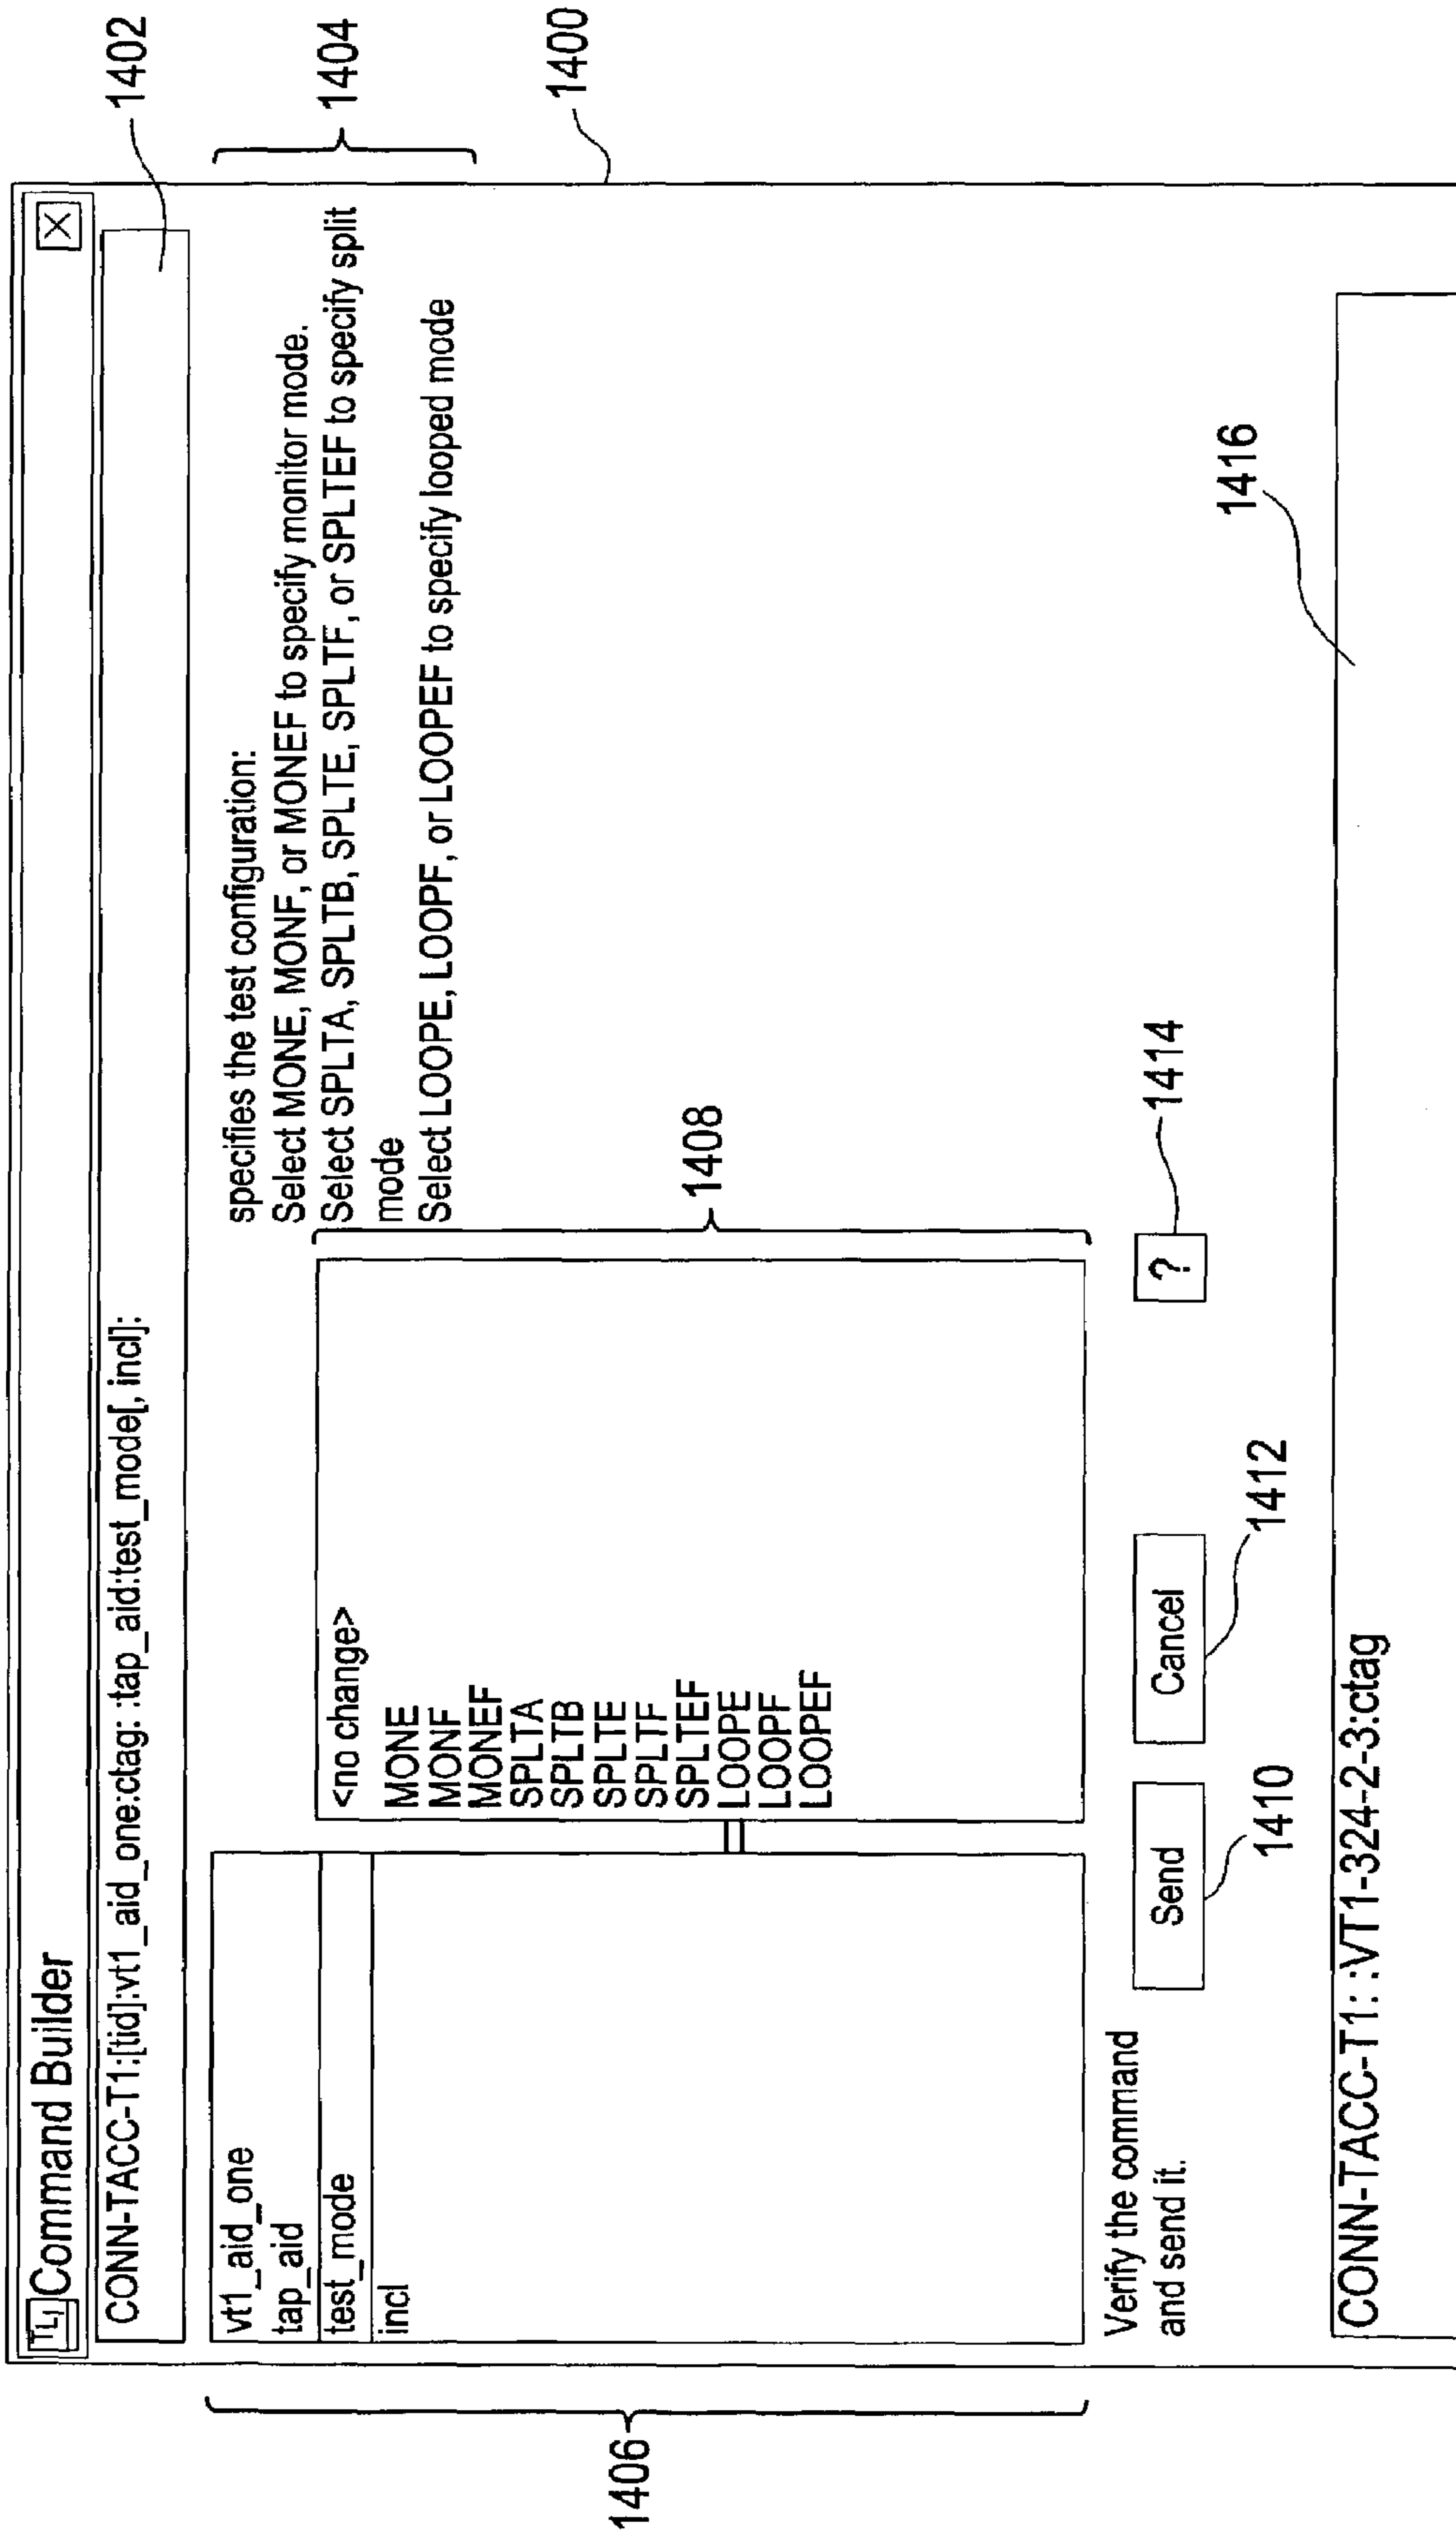 TL1 Command Builder
1402
CONN-TACC-T1:[tid]:vt1_aid_one:ctag: :tap_aid:test_mode[, incl]:
1404
specifies the test configuration:
Select MONE, MONF, or MONEF to specify monitor mode.
Select SPLTA, SPLTB, SPLTE, SPLTF, or SPLTEF to specify split
mode
Select LOOPE, LOOPF, or LOOPEF to specify looped mode
1400
1406
vt1_aid_one
tap_aid
test_mode
incl
<no change>
MONE
MONF
MONEF
SPLTA
SPLTB
SPLTE
SPLTF
SPLTEF
LOOPE
LOOPF
LOOPEF
1408
Verify the command
and send it.
Send
Cancel
?
1410
1412
1414
1416
CONN-TACC-T1: :VT1-324-2-3:ctag